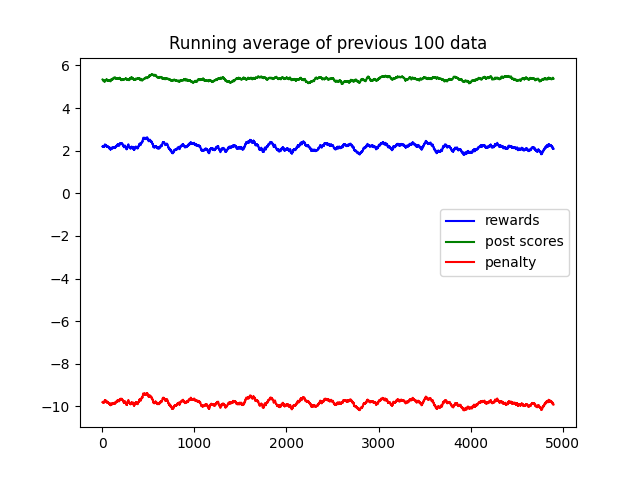 Running average of previous 100 data
6
4
2
0
−2
−4
−6
−8
−10
rewards
post scores
penalty
0 1000 2000 3000 4000 5000